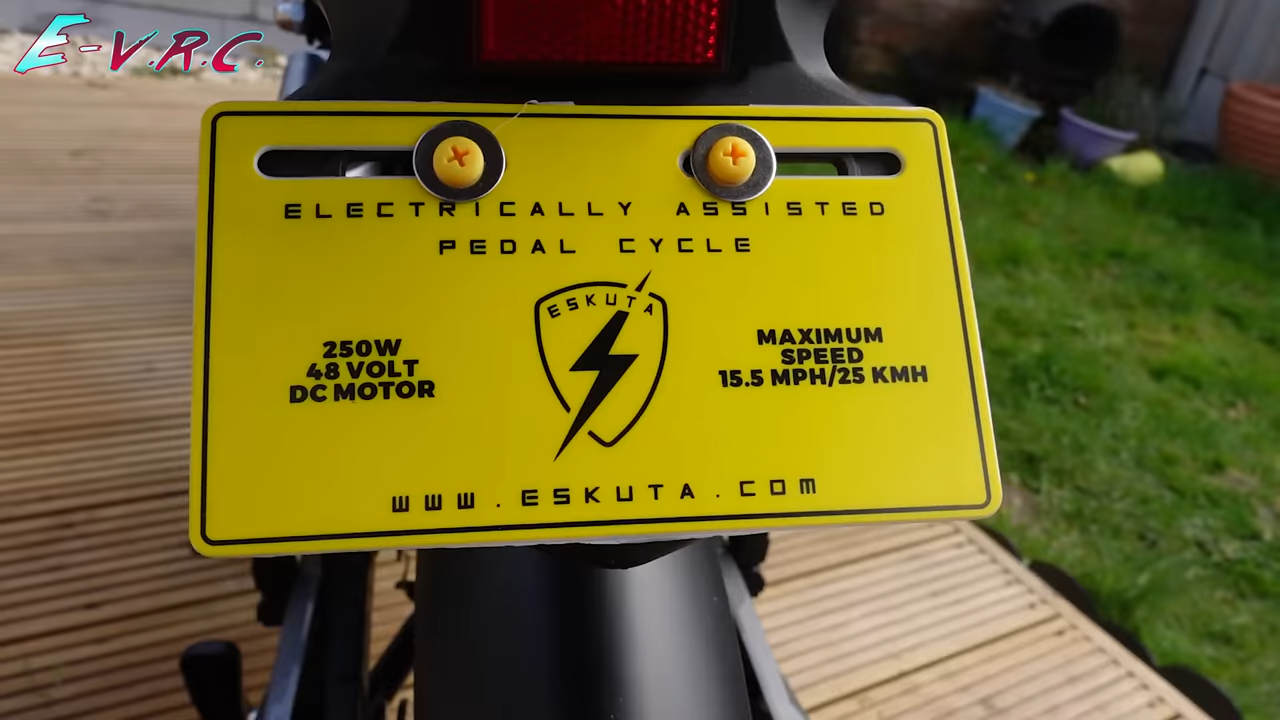 E-V.R.C.
ELECTRICALLY ASSISTED
PEDAL CYCLE
ESKUTA
250W
48 VOLT
DC MOTOR
MAXIMUM
SPEED
15.5 MPH/25 KMH
WWW.ESKUTA.COM